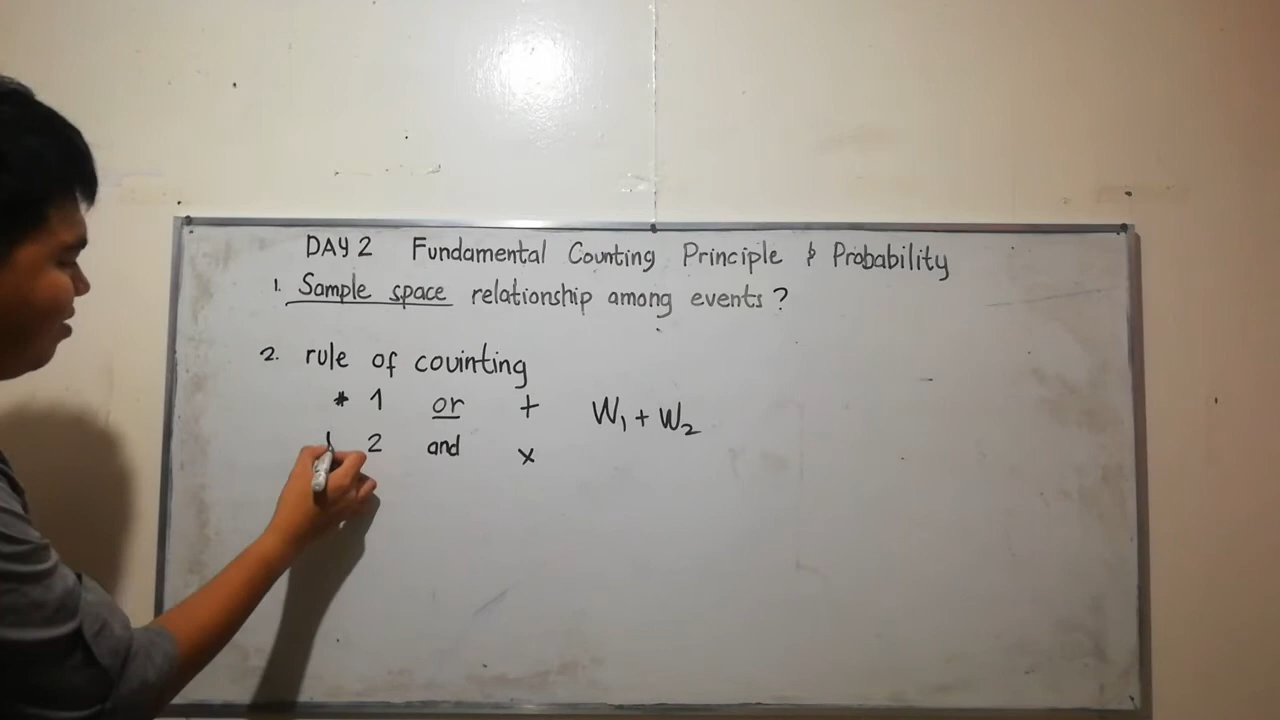 DAY 2 Fundamental Counting Principle & Probability
1. Sample space relationship among events ?
2. rule of couinting
* 1 or + W₁ + W₂
2 and x